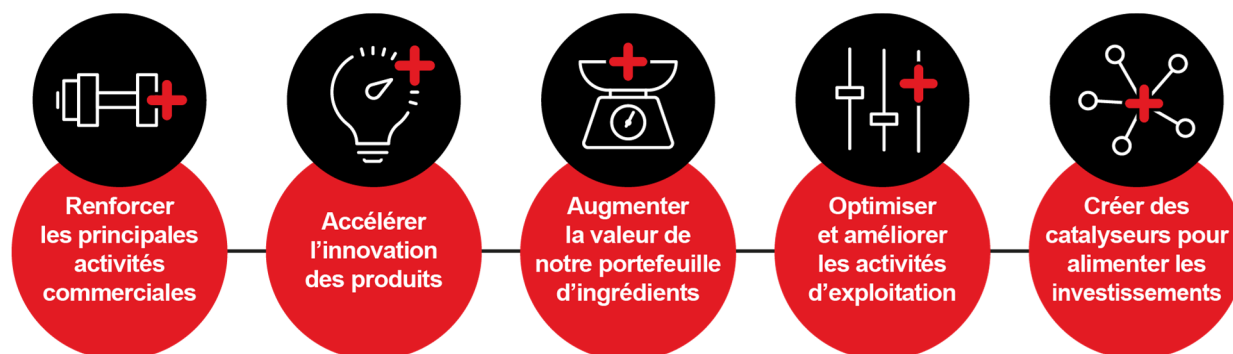 Renforcer
les principales
activités
commerciales
Accélérer
l’innovation
des produits
Augmenter
la valeur de
notre portefeuille
d’ingrédients
Optimiser
et améliorer
les activités
d’exploitation
Créer des
catalyseurs pour
alimenter les
investissements